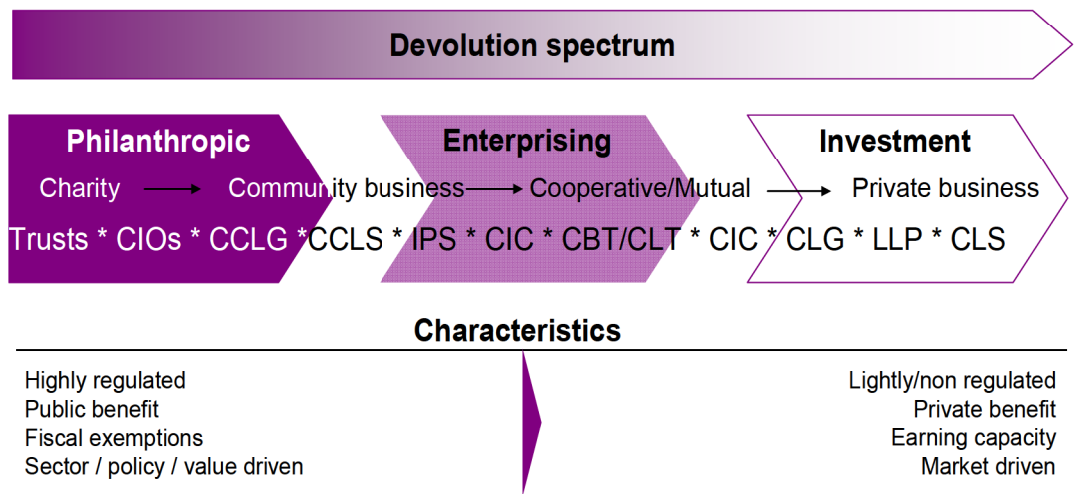 Devolution spectrum
Philanthropic Enterprising Investment
Charity Community business Cooperative/Mutual Private business
Trusts * CIOs * CCLG *CCLS * IPS * CIC * CBT/CLT * CIC * CLG * LLP * CLS
Characteristics
Highly regulated Lightly/non regulated
Public benefit Private benefit
Fiscal exemptions Earning capacity
Sector / policy / value driven Market driven